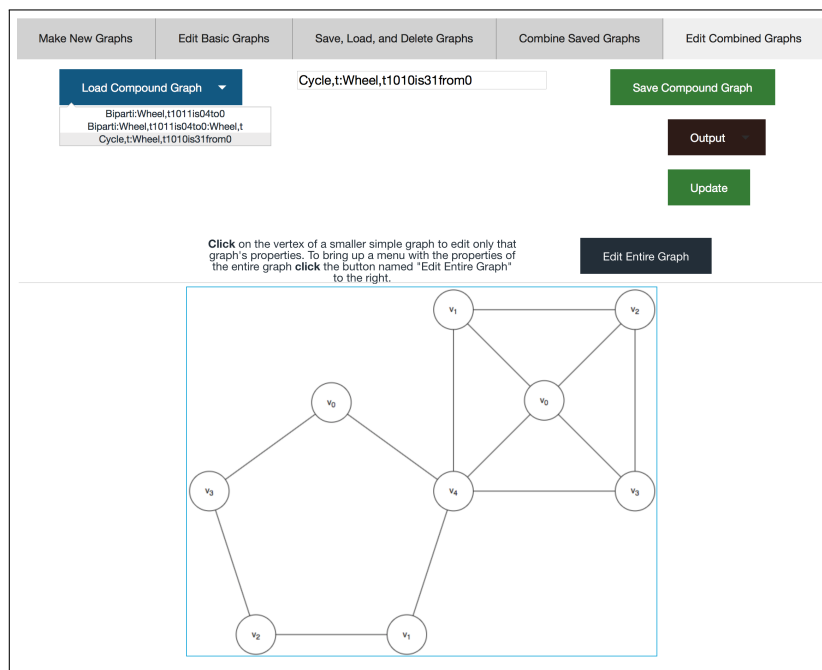 Make New Graphs
Edit Basic Graphs
Save, Load, and Delete Graphs
Combine Saved Graphs
Edit Combined Graphs
Load Compound Graph
Cycle,t:Wheel,t1010is31from0
Save Compound Graph
Biparti:Wheel,t1011is04to0
Biparti:Wheel,t1011is04to0:Wheel,t
Cycle,t:Wheel,t1010is31from0
Output
Update
Click on the vertex of a smaller simple graph to edit only that
graph's properties. To bring up a menu with the properties of
the entire graph click the button named "Edit Entire Graph"
to the right.
Edit Entire Graph
v1
v2
v0
v0
v3
v4
v3
v2
v1